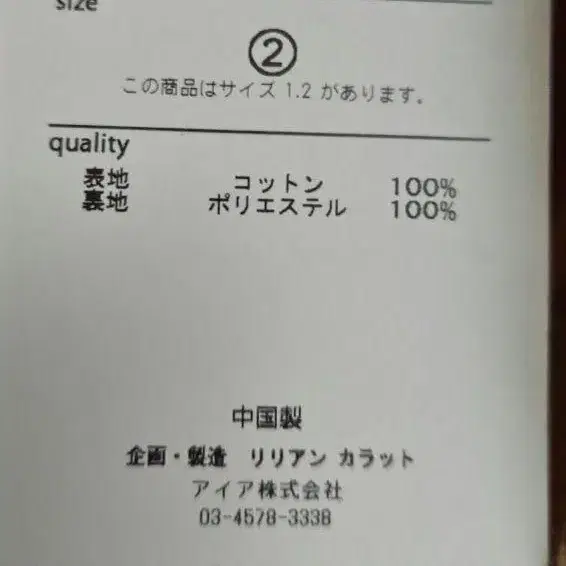 size
②
この商品はサイズ 1.2 があります。
quality
表地 コットン 100%
裏地 ポリエステル 100%
中国製
企画・製造 リリアン カラット
アイア株式会社
03-4578-3338